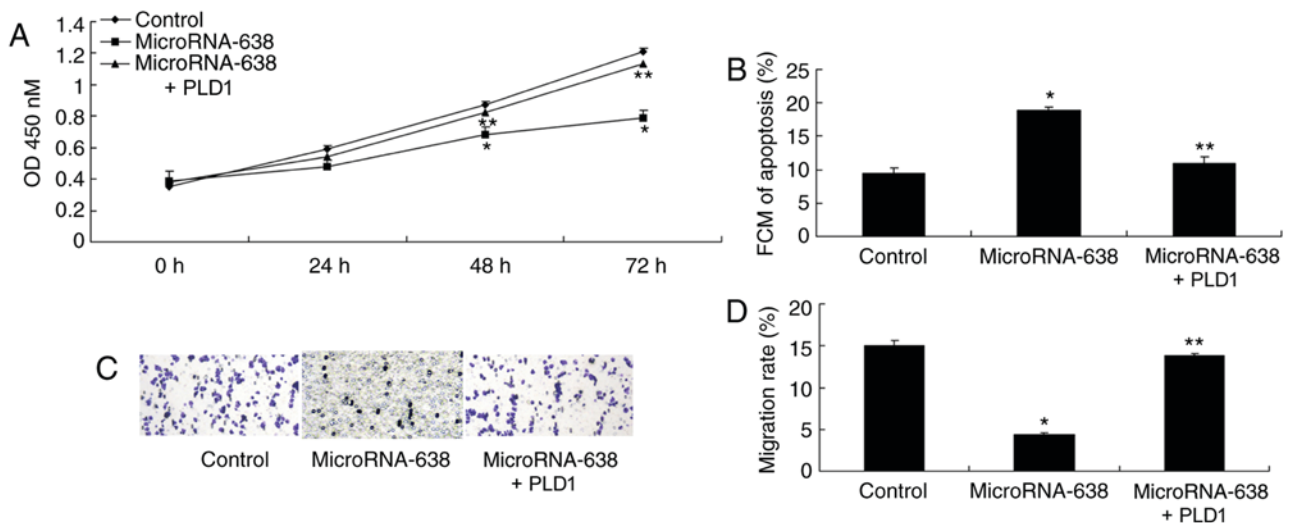 A
Control
MicroRNA-638
MicroRNA-638
+ PLD1
OD 450 nM
1.4
1.2
1
0.8
0.6
0.4
0.2
0
**
*
**
*
0 h
24 h
48 h
72 h
B
FCM of apoptosis (%)
25
20
15
10
5
0
*
**
Control
MicroRNA-638
MicroRNA-638
+ PLD1
C
Control
MicroRNA-638
MicroRNA-638
+ PLD1
D
Migration rate (%)
20
15
10
5
0
*
**
Control
MicroRNA-638
MicroRNA-638
+ PLD1